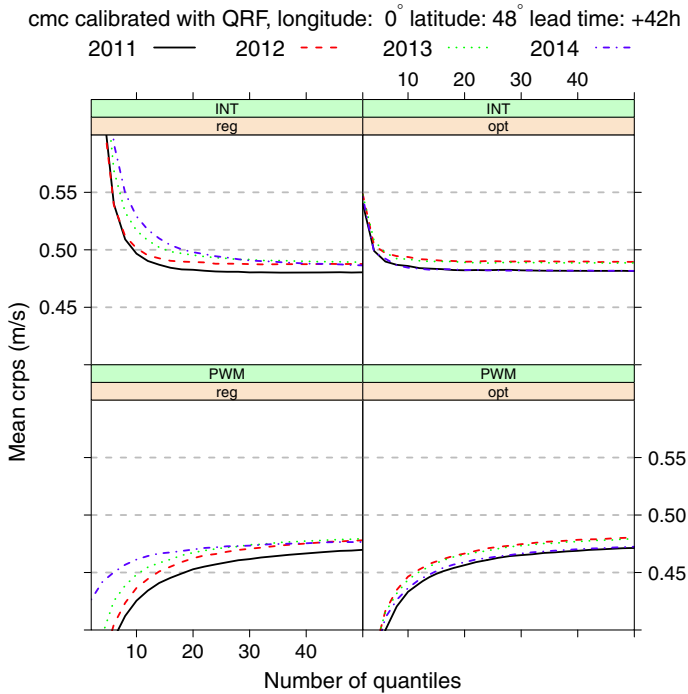 cmc calibrated with QRF, longitude: 0° latitude: 48° lead time: +42h
2011 2012 2013 2014
10 20 30 40
INT INT
reg opt
0.55
0.50
0.45
PWM PWM
reg opt
0.55
0.50
0.45
10 20 30 40
Mean crps (m/s)
Number of quantiles